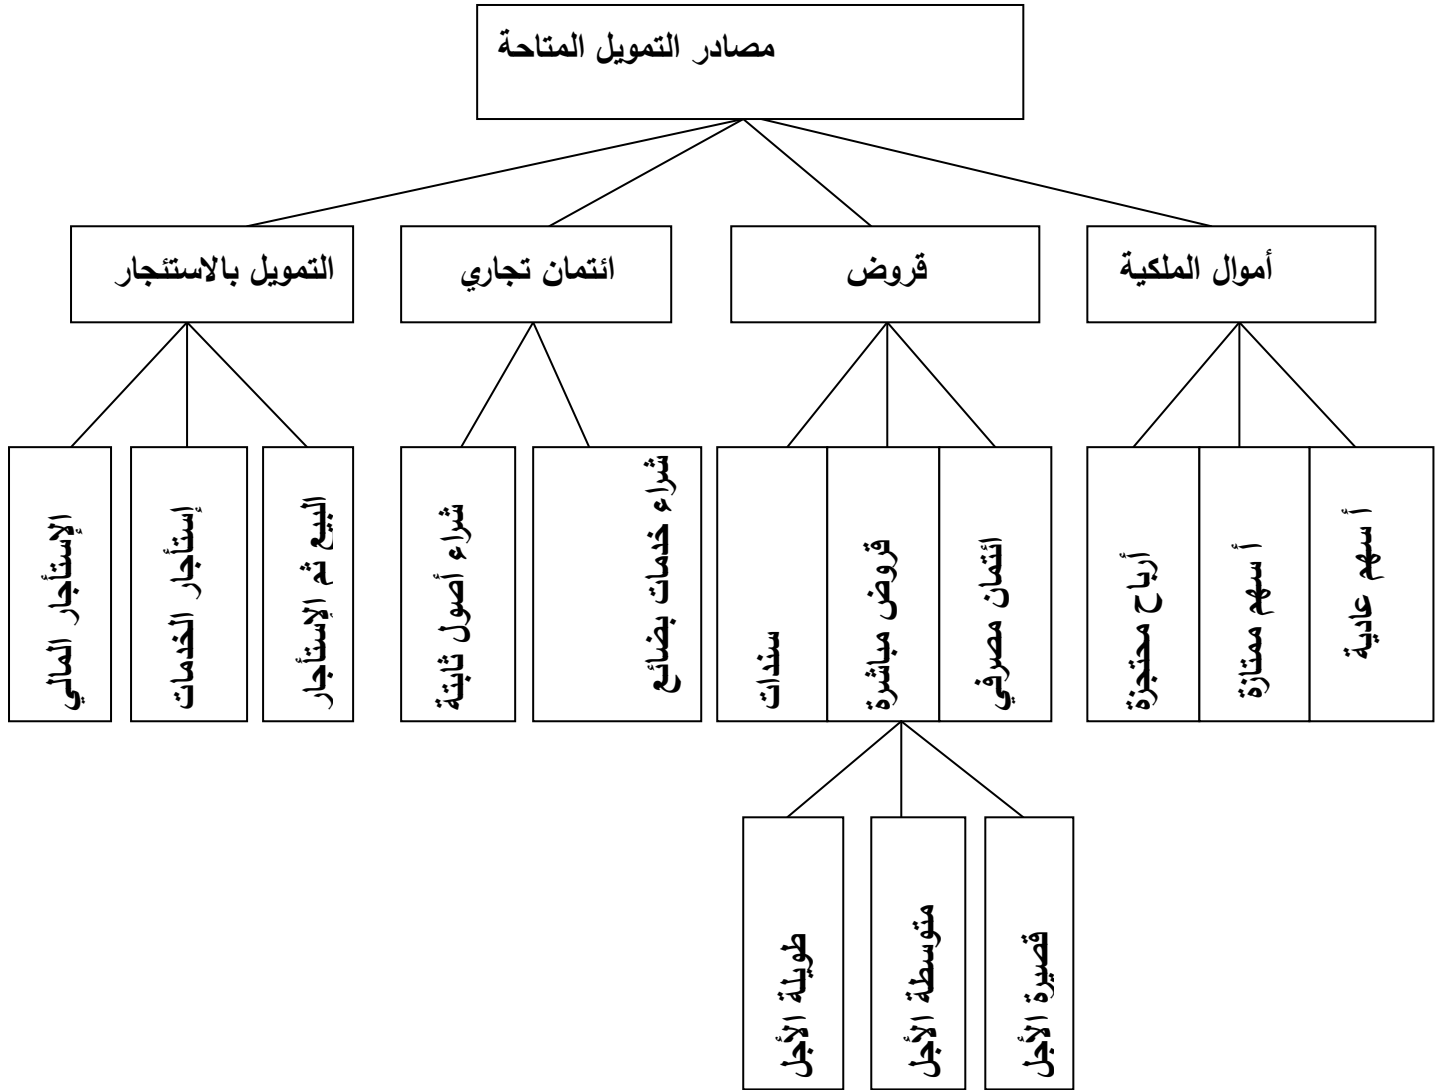 مصادر التمويل المتاحة
أموال الملكية
قروض
ائتمان تجاري
التمويل بالاستئجار
أ سهم عادية
أ سهم ممتازة
أرباح محتجزة
ائتمان مصرفي
قروض مباشرة
سندات
شراء خدمات بضائع
شراء أصول ثابتة
البيع ثم الإستأجار
إستأجار الخدمات
الإستأجار المالي
قصيرة الأجل
متوسطة الأجل
طويلة الأجل